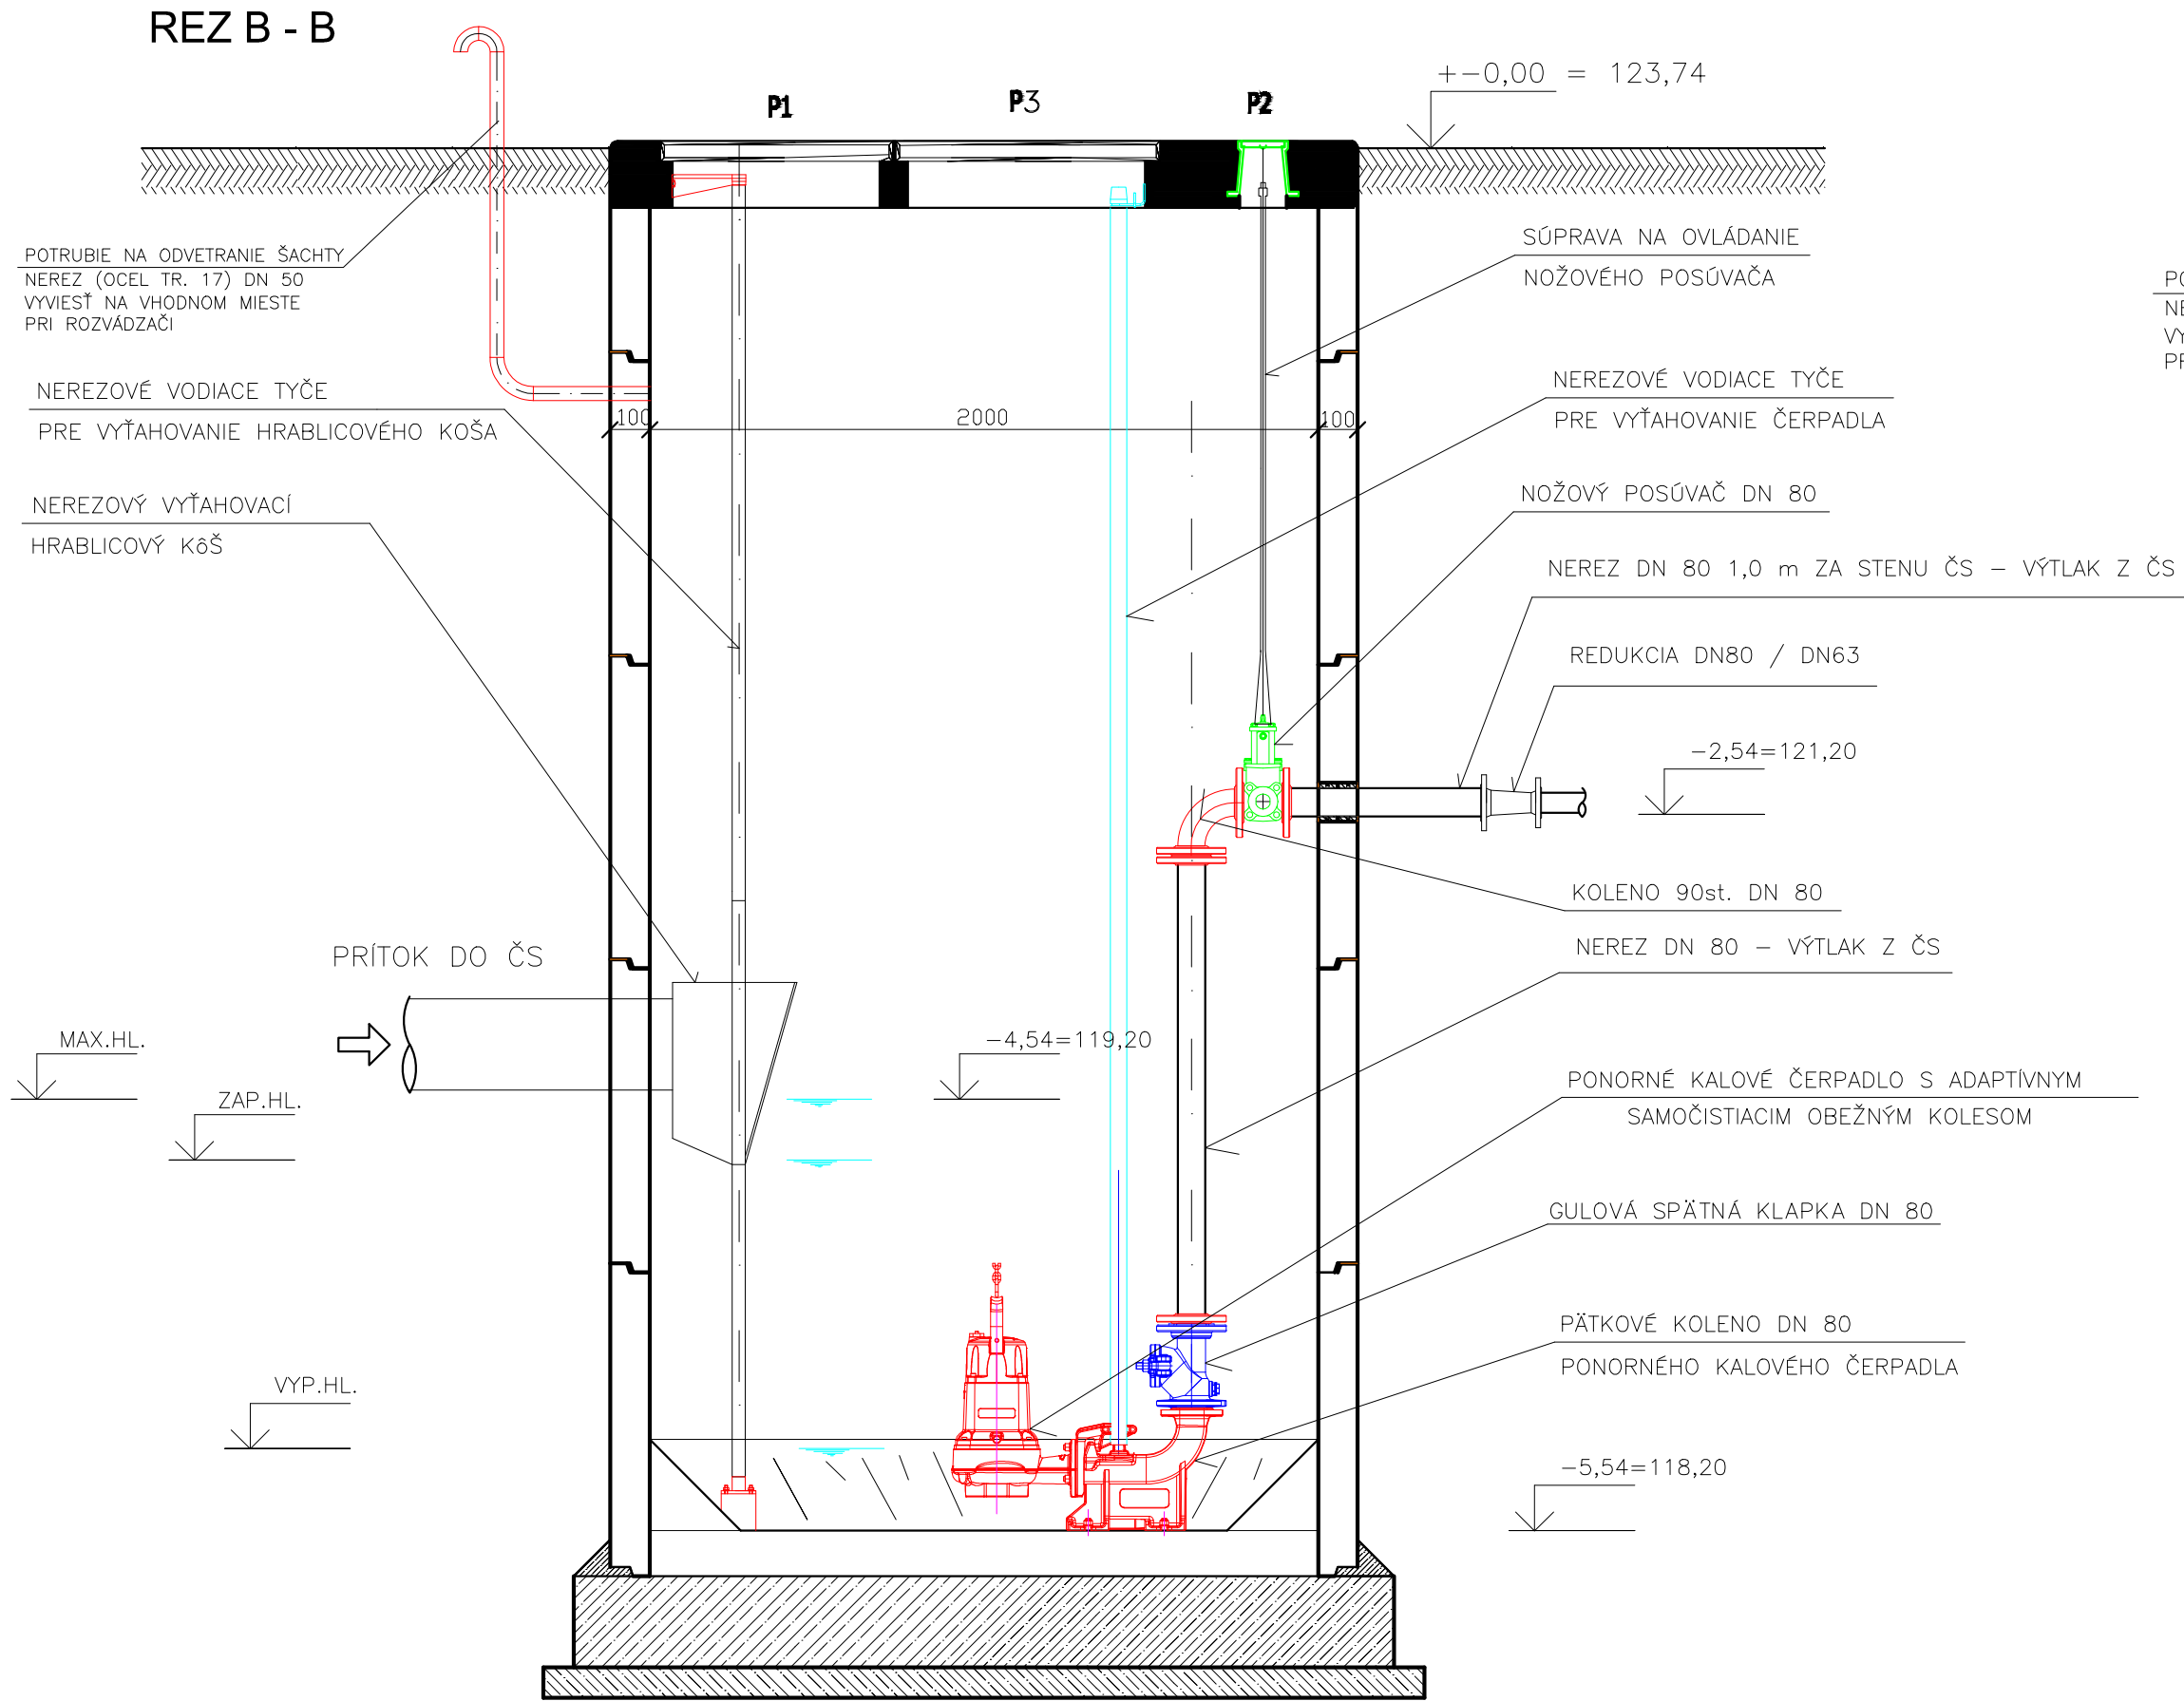 REZ B - B
+-0,00 = 123,74
P1
P3
P2
POTRUBIE NA ODVETRANIE ŠACHTY
NEREZ (OCEL TR. 17) DN 50
VYVIESŤ NA VHODNOM MIESTE
PRI ROZVÁDZAČI
NEREZOVÉ VODIACE TYČE
PRE VYŤAHOVANIE HRABLICOVÉHO KOŠA
NEREZOVÝ VYŤAHOVACÍ
HRABLICOVÝ KôŠ
100
2000
100
SÚPRAVA NA OVLÁDANIE
NOŽOVÉHO POSÚVAČA
NEREZOVÉ VODIACE TYČE
PRE VYŤAHOVANIE ČERPADLA
NOŽOVÝ POSÚVAČ DN 80
NEREZ DN 80 1,0 m ZA STENU ČS – VÝTLAK Z ČS
REDUKCIA DN80 / DN63
-2,54=121,20
KOLENO 90st. DN 80
NEREZ DN 80 – VÝTLAK Z ČS
PRÍTOK DO ČS
MAX.HL.
ZAP.HL.
-4,54=119,20
PONORNÉ KALOVÉ ČERPADLO S ADAPTÍVNYM
SAMOČISTIACIM OBEŽNÝM KOLESOM
GULOVÁ SPÄTNÁ KLAPKA DN 80
PÄTKOVÉ KOLENO DN 80
PONORNÉHO KALOVÉHO ČERPADLA
VYP.HL.
-5,54=118,20